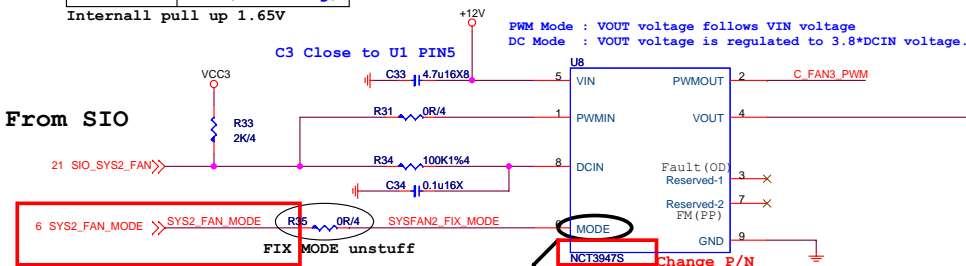 Internall pull up 1.65V
+12V
PWM Mode : VOUT voltage follows VIN voltage
DC Mode : VOUT voltage is regulated to 3.8*DCIN voltage.
C3 Close to U1 PIN5
U8
VCC3
C33 4.7u16X8
5 VIN
PWMOUT 2
C_FAN3_PWM
From SIO
R33
2K/4
R31 0R/4
1 PWMIN
VOUT 4
21 SIO_SYS2_FAN
R34 100K1%4
8 DCIN
Fault(OD)
Reserved-1 3
C34 0.1u16X
Reserved-2 7
FM(PP)
6 SYS2_FAN_MODE
SYS2_FAN_MODE
R35 0R/4
SYSFAN2_FIX_MODE
MODE
GND 9
FIX MODE unstuff
NCT3947S
Change P/N